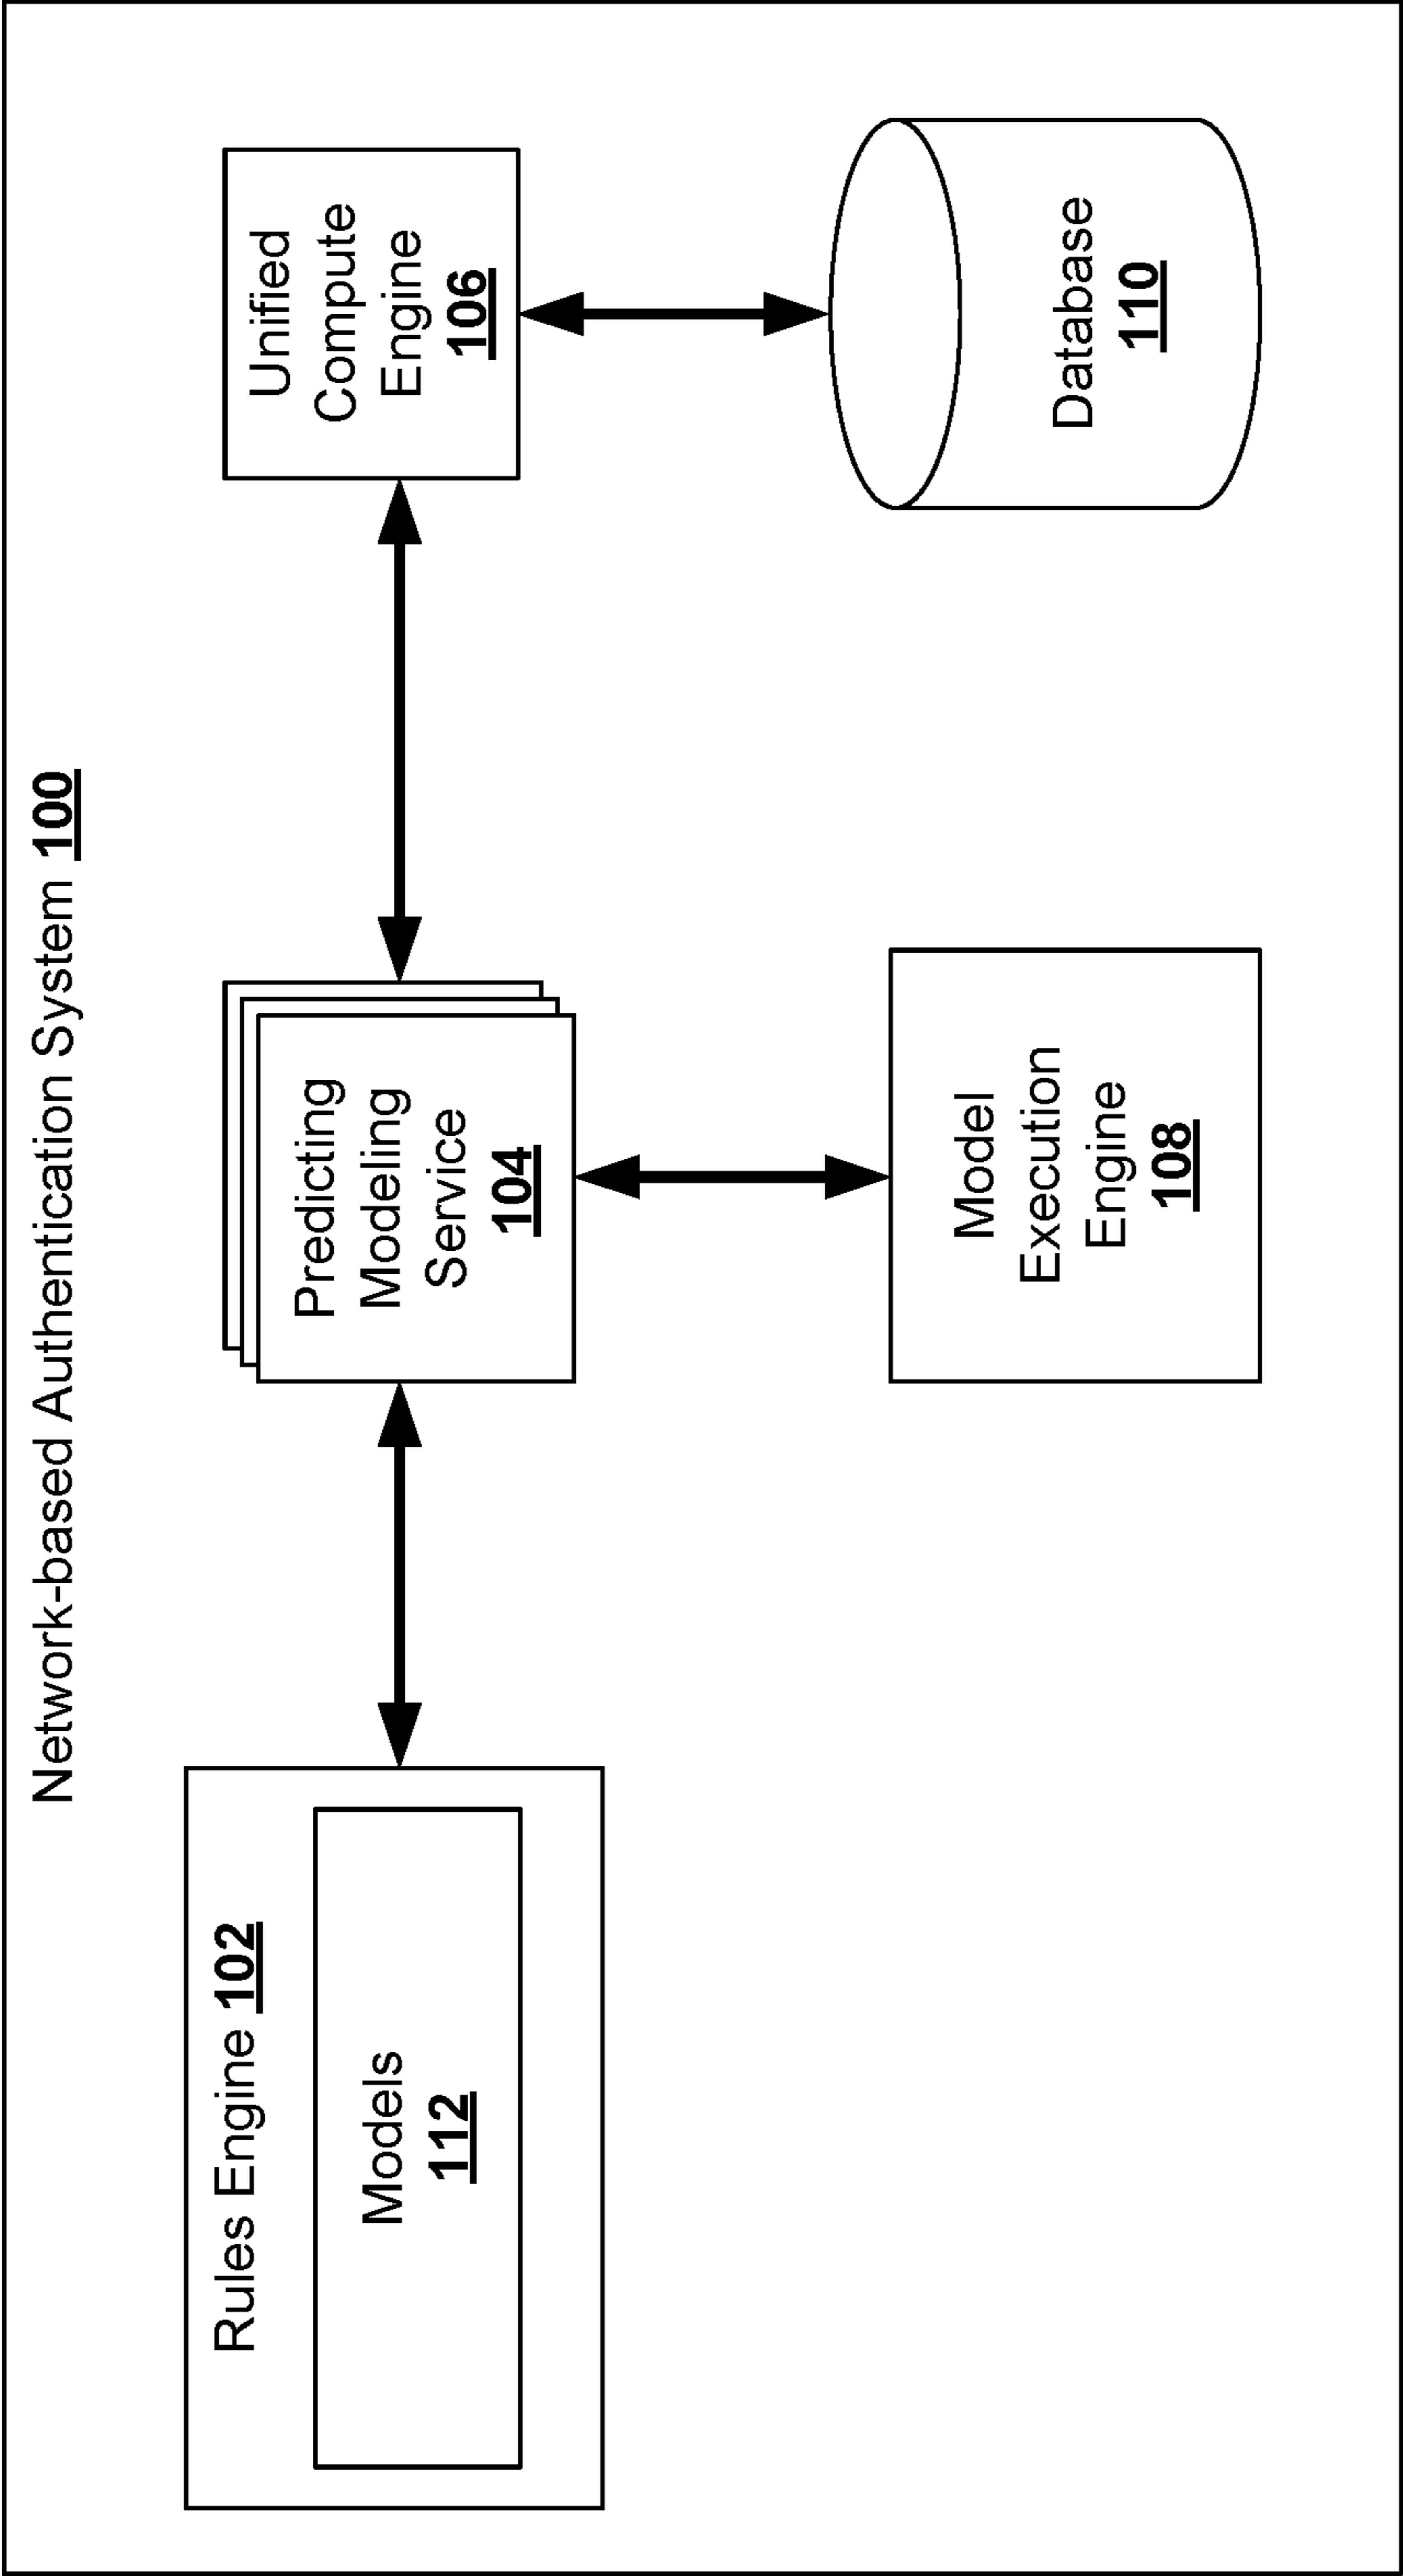 Network-based Authentication System 100
Rules Engine 102
Models
112
Predicting
Modeling
Service
104
Unified
Compute
Engine
106
Model
Execution
Engine
108
Database
110